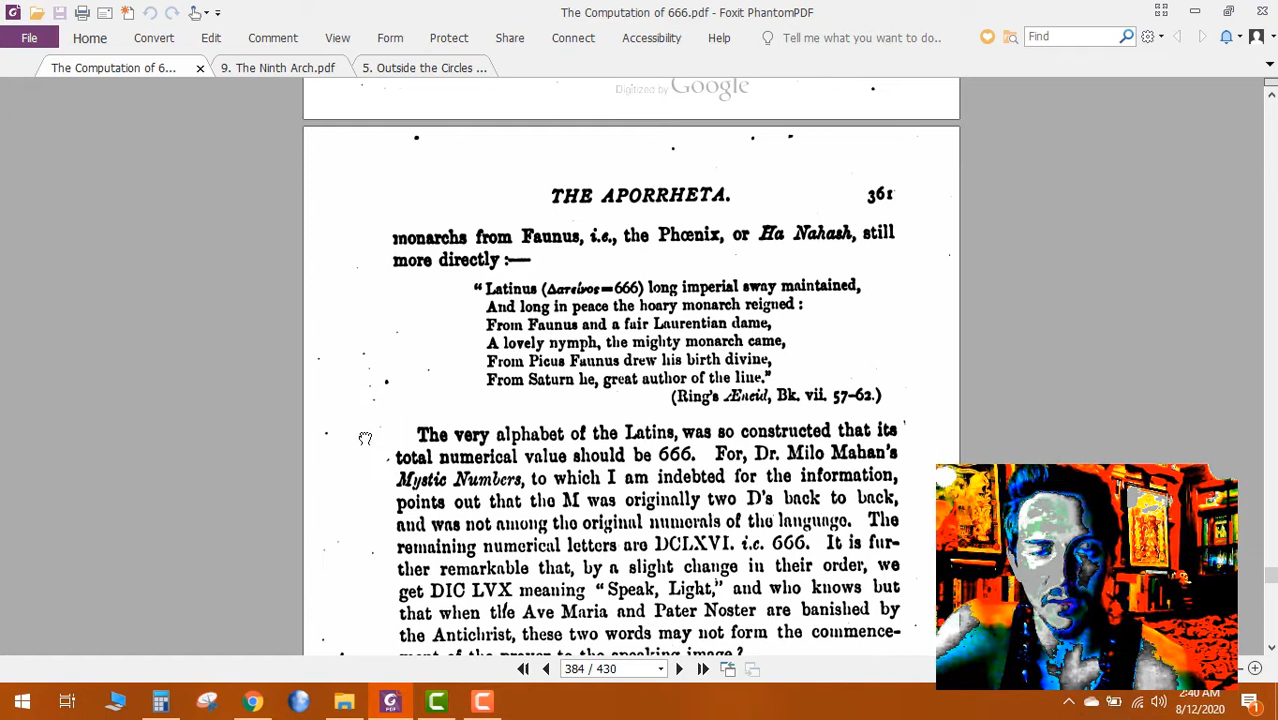 The Computation of 666.pdf - Foxit PhantomPDF
File Home Convert Edit Comment View Form Protect Share Connect Accessibility Help Tell me what you want to do.. Find
The Computation of 6... 9. The Ninth Arch.pdf 5. Outside the Circles ...
Digitized by Google
THE APORRHETA. 361
monarchs from Faunus, i.e., the Phœnix, or Ha Nahash, still
more directly :—
"Latinus (Λατεῖνος=666) long imperial sway maintained,
And long in peace the hoary monarch reigned :
From Faunus and a fair Laurentian dame,
A lovely nymph, the mighty monarch came,
From Picus Faunus drew his birth divine,
From Saturn he, great author of the line."
(Ring's Æneid, Bk. vii. 57-62.)
The very alphabet of the Latins, was so constructed that its
total numerical value should be 666. For, Dr. Milo Mahan's
Mystic Numbers, to which I am indebted for the information,
points out that the M was originally two D's back to back,
and was not among the original numerals of the language. The
remaining numerical letters are DCLXVI. i.c. 666. It is fur-
ther remarkable that, by a slight change in their order, we
get DIC LVX meaning "Speak, Light," and who knows but
that when the Ave Maria and Pater Noster are banished by
the Antichrist, these two words may not form the commence-
ment of the prayer to the speaking image?
384 / 430
2:40 AM
8/12/2020